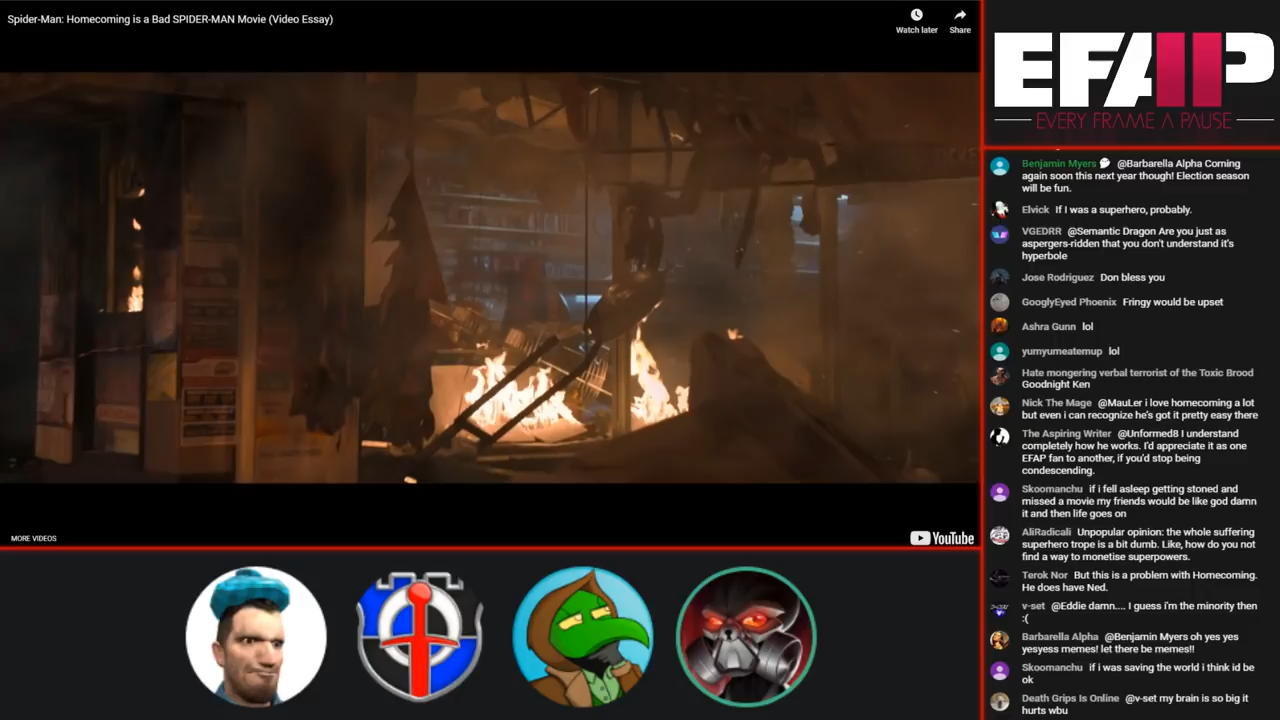 Spider-Man: Homecoming is a Bad SPIDER-MAN Movie (Video Essay)
Watch later
Share
MORE VIDEOS
YouTube
EFAP
EVERY FRAME A PAUSE
Benjamin Myers @Barbarella Alpha Coming
again soon this next year though! Election season
will be fun.
Elvick If I was a superhero, probably.
VGEDRR @Semantic Dragon Are you just as
aspergers-ridden that you don't understand it's
hyperbole
Jose Rodriguez Don bless you
GooglyEyed Phoenix Fringy would be upset
Ashra Gunn lol
yumyumeatemup lol
Hate mongering verbal terrorist of the Toxic Brood
Goodnight Ken
Nick The Mage @MauLer i love homecoming a lot
but even i can recognize he's got it pretty easy there
The Aspiring Writer @Unformed8 I understand
completely how he works. I'd appreciate it as one
EFAP fan to another, if you'd stop being
condescending.
Skoomanchu if i fell asleep getting stoned and
missed a movie my friends would be like god damn
it and then life goes on
AliRadicali Unpopular opinion: the whole suffering
superhero trope is a bit dumb. Like, how do you not
find a way to monetise superpowers.
Terok Nor But this is a problem with Homecoming.
He does have Ned.
v-set @Eddie damn.... I guess i'm the minority then
:(
Barbarella Alpha @Benjamin Myers oh yes yes
yesyess memes! let there be memes!!
Skoomanchu if i was saving the world i think id be
ok
Death Grips Is Online @v-set my brain is so big it
hurts wbu